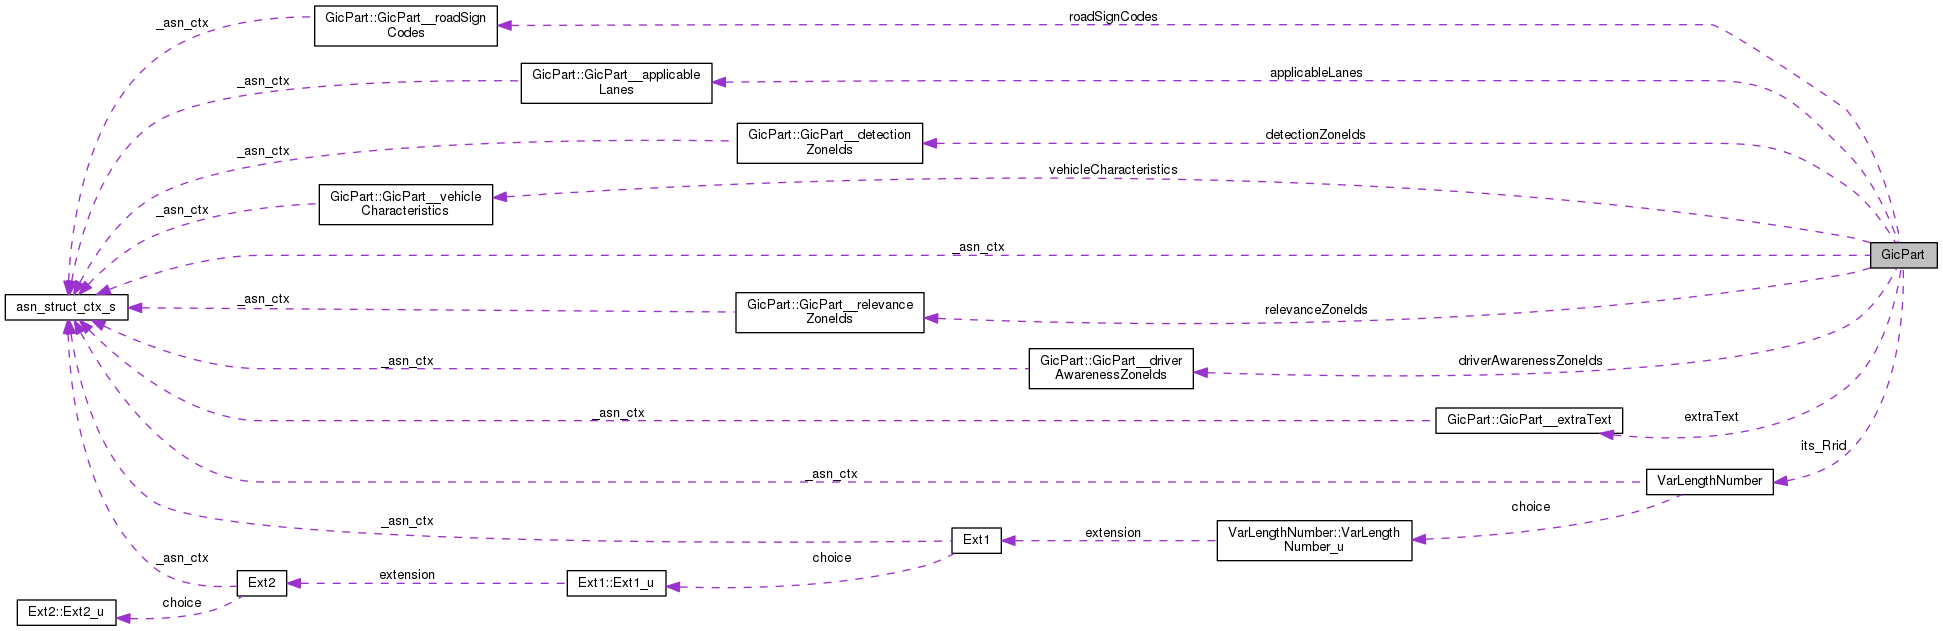 GicPart::GicPart__roadSign
Codes
_asn_ctx
roadSignCodes
GicPart::GicPart__applicable
Lanes
_asn_ctx
applicableLanes
GicPart::GicPart__detection
ZoneIds
_asn_ctx
detectionZoneIds
GicPart::GicPart__vehicle
Characteristics
_asn_ctx
vehicleCharacteristics
_asn_ctx
GicPart
asn_struct_ctx_s
_asn_ctx
GicPart::GicPart__relevance
ZoneIds
relevanceZoneIds
_asn_ctx
GicPart::GicPart__driver
AwarenessZoneIds
driverAwarenessZoneIds
_asn_ctx
GicPart::GicPart__extraText
extraText
its_Rrid
_asn_ctx
VarLengthNumber
choice
_asn_ctx
Ext1
extension
VarLengthNumber::VarLength
Number_u
choice
_asn_ctx
Ext2
extension
Ext1::Ext1_u
choice
Ext2::Ext2_u